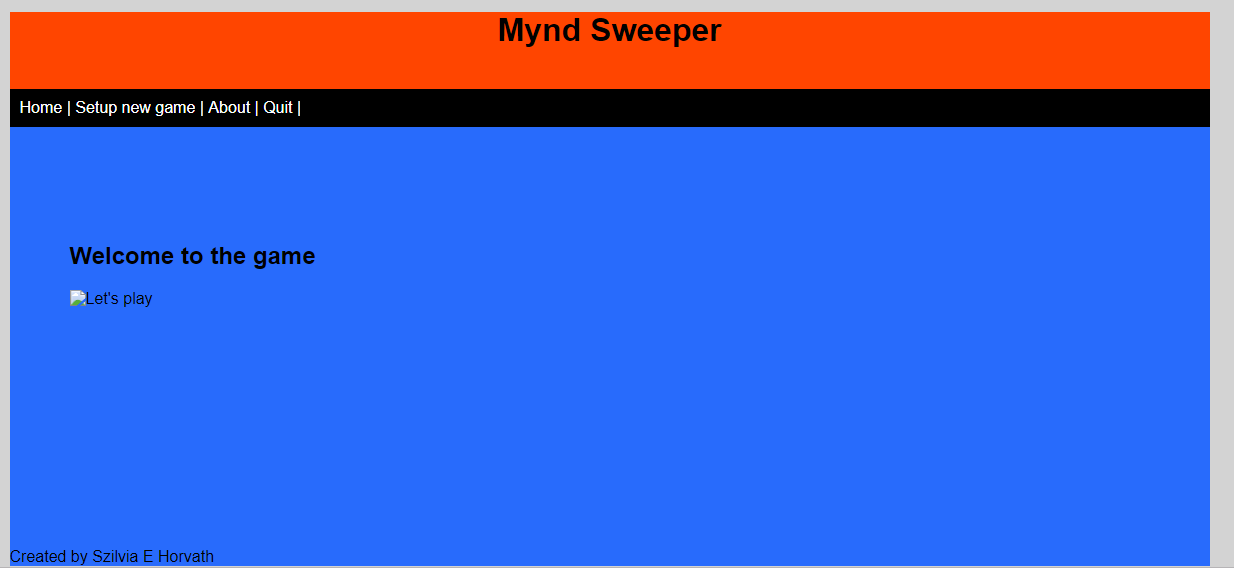 Mynd Sweeper
Home | Setup new game | About | Quit |
Welcome to the game
Let's play
Created by Szilvia E Horvath